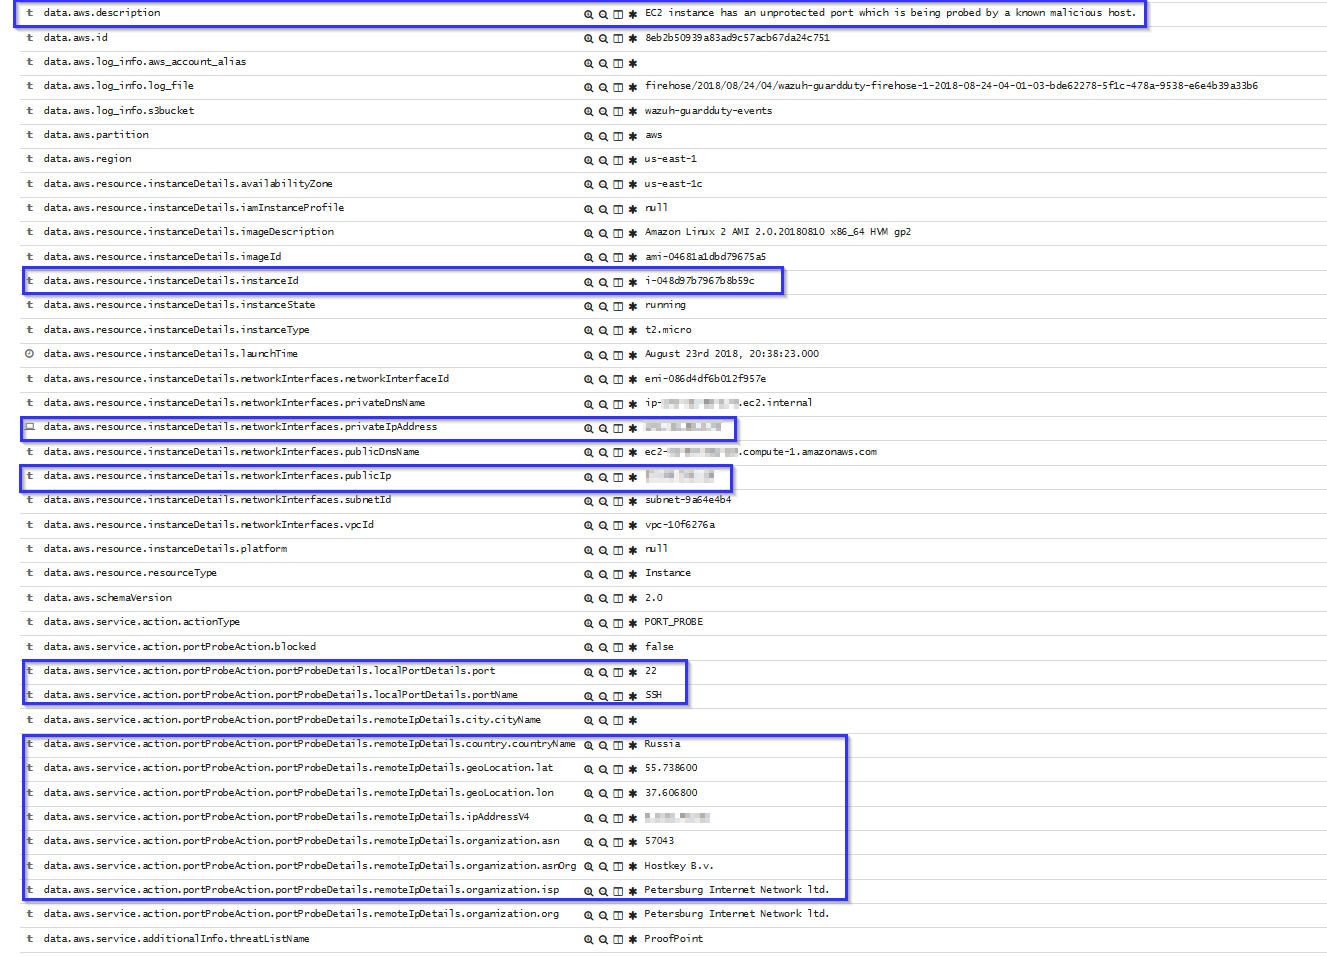 t data.aws.description EC2 instance has an unprotected port which is being probed by a known malicious host.
t data.aws.id 8eb2b50939a83ad9c57acb67da24c751
t data.aws.log_info.aws_account_alias
t data.aws.log_info.log_file firehose/2018/08/24/04/wazuh-guardduty-firehose-1-2018-08-24-04-01-03-bde62278-5f1c-478a-9538-e6e4b39a33b6
t data.aws.log_info.s3bucket wazuh-guardduty-events
t data.aws.partition aws
t data.aws.region us-east-1
t data.aws.resource.instanceDetails.availabilityZone us-east-1c
t data.aws.resource.instanceDetails.iamInstanceProfile null
t data.aws.resource.instanceDetails.imageDescription Amazon Linux 2 AMI 2.0.20180810 x86_64 HVM gp2
t data.aws.resource.instanceDetails.imageId ami-04681a1dbd79675a5
t data.aws.resource.instanceDetails.instanceId i-048d97b7967b8b59c
t data.aws.resource.instanceDetails.instanceState running
t data.aws.resource.instanceDetails.instanceType t2.micro
data.aws.resource.instanceDetails.launchTime August 23rd 2018, 20:38:23.000
t data.aws.resource.instanceDetails.networkInterfaces.networkInterfaceId eni-086d4df6b012f957e
t data.aws.resource.instanceDetails.networkInterfaces.privateDnsName ip- .ec2.internal
data.aws.resource.instanceDetails.networkInterfaces.privateIpAddress
t data.aws.resource.instanceDetails.networkInterfaces.publicDnsName ec2- .compute-1.amazonaws.com
t data.aws.resource.instanceDetails.networkInterfaces.publicIp
t data.aws.resource.instanceDetails.networkInterfaces.subnetId subnet-9a64e4b4
t data.aws.resource.instanceDetails.networkInterfaces.vpcId vpc-10f6276a
t data.aws.resource.instanceDetails.platform null
t data.aws.resource.resourceType Instance
t data.aws.schemaVersion 2.0
t data.aws.service.action.actionType PORT_PROBE
t data.aws.service.action.portProbeAction.blocked false
t data.aws.service.action.portProbeAction.portProbeDetails.localPortDetails.port 22
t data.aws.service.action.portProbeAction.portProbeDetails.localPortDetails.portName SSH
t data.aws.service.action.portProbeAction.portProbeDetails.remoteIpDetails.city.cityName
t data.aws.service.action.portProbeAction.portProbeDetails.remoteIpDetails.country.countryName Russia
t data.aws.service.action.portProbeAction.portProbeDetails.remoteIpDetails.geoLocation.lat 55.738600
t data.aws.service.action.portProbeAction.portProbeDetails.remoteIpDetails.geoLocation.lon 37.606800
t data.aws.service.action.portProbeAction.portProbeDetails.remoteIpDetails.ipAddressV4
t data.aws.service.action.portProbeAction.portProbeDetails.remoteIpDetails.organization.asn 57043
t data.aws.service.action.portProbeAction.portProbeDetails.remoteIpDetails.organization.asnOrg Hostkey B.v.
t data.aws.service.action.portProbeAction.portProbeDetails.remoteIpDetails.organization.isp Petersburg Internet Network ltd.
t data.aws.service.action.portProbeAction.portProbeDetails.remoteIpDetails.organization.org Petersburg Internet Network ltd.
t data.aws.service.additionalInfo.threatListName ProofPoint